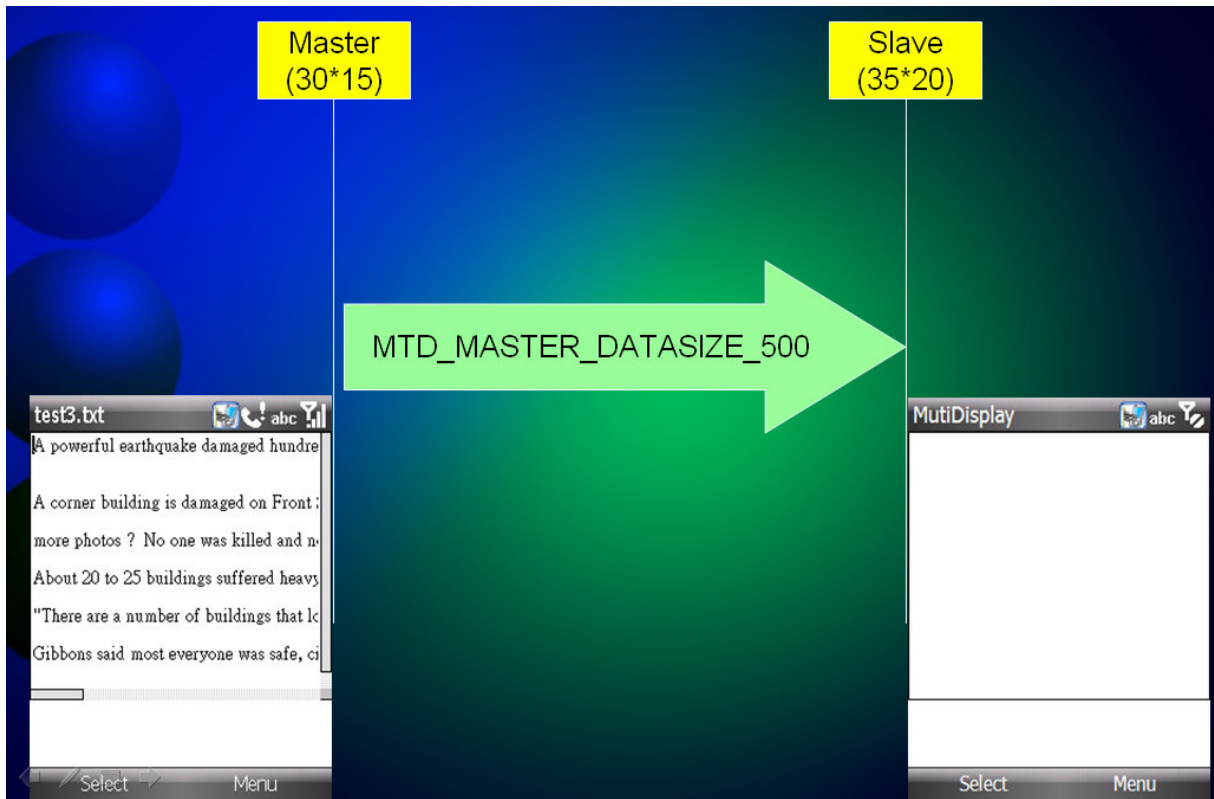 Master
(30*15)
Slave
(35*20)
MTD_MASTER_DATASIZE_500
test3.txt
abc
A powerful earthquake damaged hundre
A corner building is damaged on Front
more photos ? No one was killed and
About 20 to 25 buildings suffered heavy
"There are a number of buildings that
Gibbons said most everyone was safe,
Select Menu
MutiDisplay
abc
Select Menu